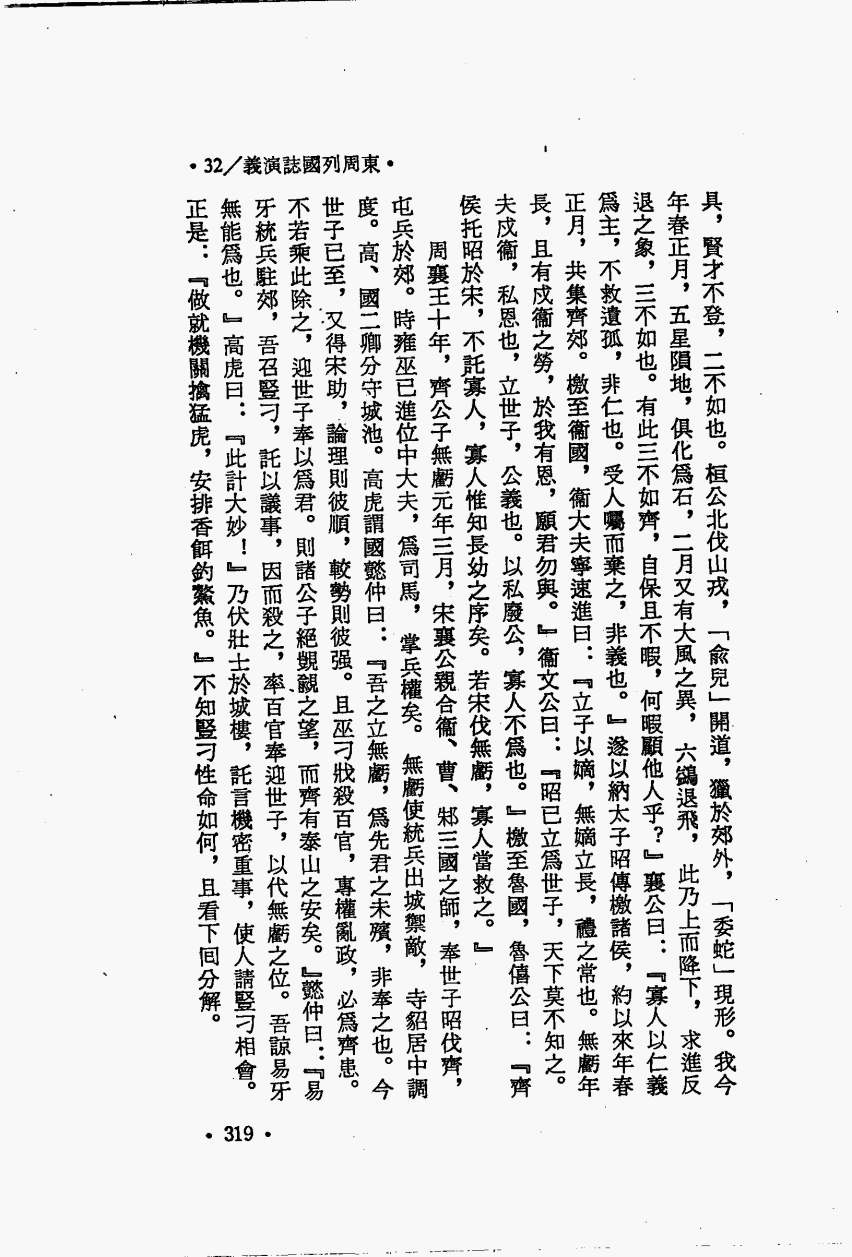 •32／義演誌國列周東•
具，賢才不登，二不如也。桓公北伐山戎，「兪兒」開道，獵於郊外，「委蛇」現形。我今
年春正月，五星隕地，俱化爲石，二月又有大風之異，六鷁退飛，此乃上而降下，求進反
退之象，三不如也。有此三不如齊，自保且不暇，何暇顧他人乎？』襄公曰：『寡人以仁義
爲主，不救遺孤，非仁也。受人囑而棄之，非義也。』遂以納太子昭傳檄諸侯，約以來年春
正月，共集齊郊。檄至衞國，衞大夫寧速進曰：『立子以嫡，無嫡立長，禮之常也。無虧年
長，且有戍衞之勞，於我有恩，願君勿與。』衞文公曰：『昭已立爲世子，天下莫不知之。
夫戍衞，私恩也，立世子，公義也。以私廢公，寡人不爲也。』檄至魯國，魯僖公曰：『齊
侯托昭於宋，不託寡人，寡人惟知長幼之序矣。若宋伐無虧，寡人當救之。』
周襄王十年，齊公子無虧元年三月，宋襄公親合衞、曹、邾三國之師，奉世子昭伐齊，
屯兵於郊。時雍巫已進位中大夫，爲司馬，掌兵權矣。無虧使統兵出城禦敵，寺貂居中調
度。高、國二卿分守城池。高虎謂國懿仲曰：『吾之立無虧，爲先君之未殯，非奉之也。今
世子已至，又得宋助，論理則彼順，較勢則彼强。且巫刁戕殺百官，專權亂政，必爲齊患。
不若乘此除之，迎世子奉以爲君。則諸公子絕覬覦之望，而齊有泰山之安矣。』懿仲曰：『易
牙統兵駐郊，吾召豎刁，託以議事，因而殺之，率百官奉迎世子，以代無虧之位。吾諒易牙
無能爲也。』高虎曰：『此計大妙！』乃伏壯士於城樓，託言機密重事，使人請豎刁相會。
正是：『做就機關擒猛虎，安排香餌釣鰲魚。』不知豎刁性命如何，且看下回分解。
•319•